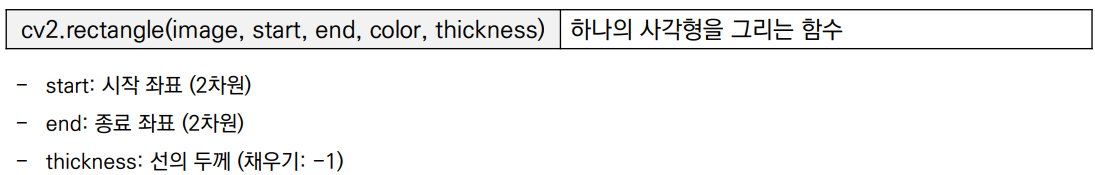 cv2.rectangle(image, start, end, color, thickness) 하나의 사각형을 그리는 함수
- start: 시작 좌표 (2차원)
- end: 종료 좌표 (2차원)
- thickness: 선의 두께 (채우기: -1)